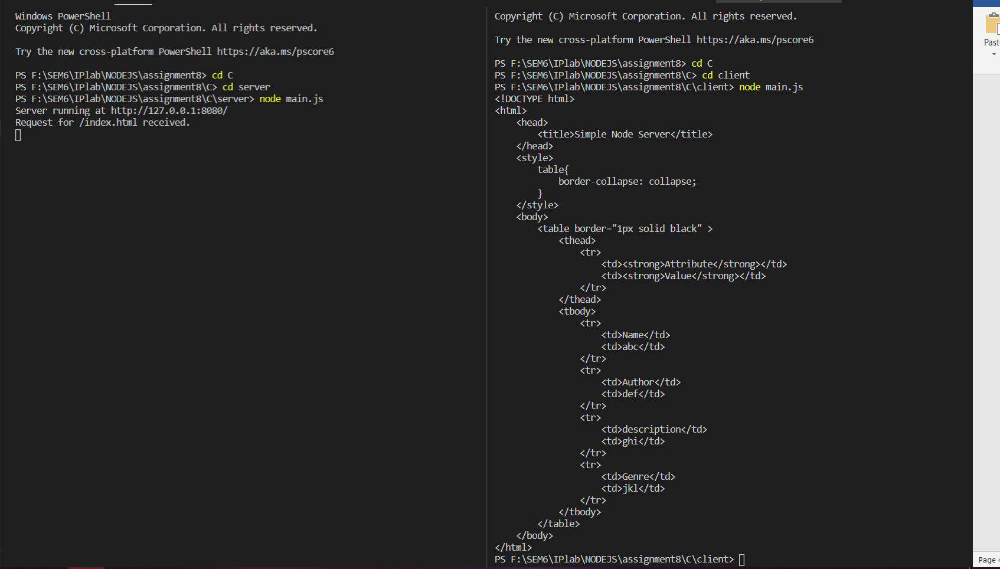 Windows PowerShell
Copyright (C) Microsoft Corporation. All rights reserved.
Try the new cross-platform PowerShell https://aka.ms/pscore6
PS F:\SEM6\IPlab\NODEJS\assignment8> cd C
PS F:\SEM6\IPlab\NODEJS\assignment8\C> cd server
PS F:\SEM6\IPlab\NODEJS\assignment8\C\server> node main.js
Server running at http://127.0.0.1:8080/
Request for /index.html received.
Copyright (C) Microsoft Corporation. All rights reserved.
Try the new cross-platform PowerShell https://aka.ms/pscore6
PS F:\SEM6\IPlab\NODEJS\assignment8> cd C
PS F:\SEM6\IPlab\NODEJS\assignment8\C> cd client
PS F:\SEM6\IPlab\NODEJS\assignment8\C\client> node main.js
<!DOCTYPE html>
<html>
    <head>
        <title>Simple Node Server</title>
    </head>
    <style>
        table{
            border-collapse: collapse;
        }
    </style>
    <body>
        <table border="1px solid black" >
            <thead>
                <tr>
                    <td><strong>Attribute</strong></td>
                    <td><strong>Value</strong></td>
                </tr>
            </thead>
            <tbody>
                <tr>
                    <td>Name</td>
                    <td>abc</td>
                </tr>
                <tr>
                    <td>Author</td>
                    <td>def</td>
                </tr>
                <tr>
                    <td>description</td>
                    <td>ghi</td>
                </tr>
                <tr>
                    <td>Genre</td>
                    <td>jkl</td>
                </tr>
            </tbody>
        </table>
    </body>
</html>
PS F:\SEM6\IPlab\NODEJS\assignment8\C\client>
Past
Page